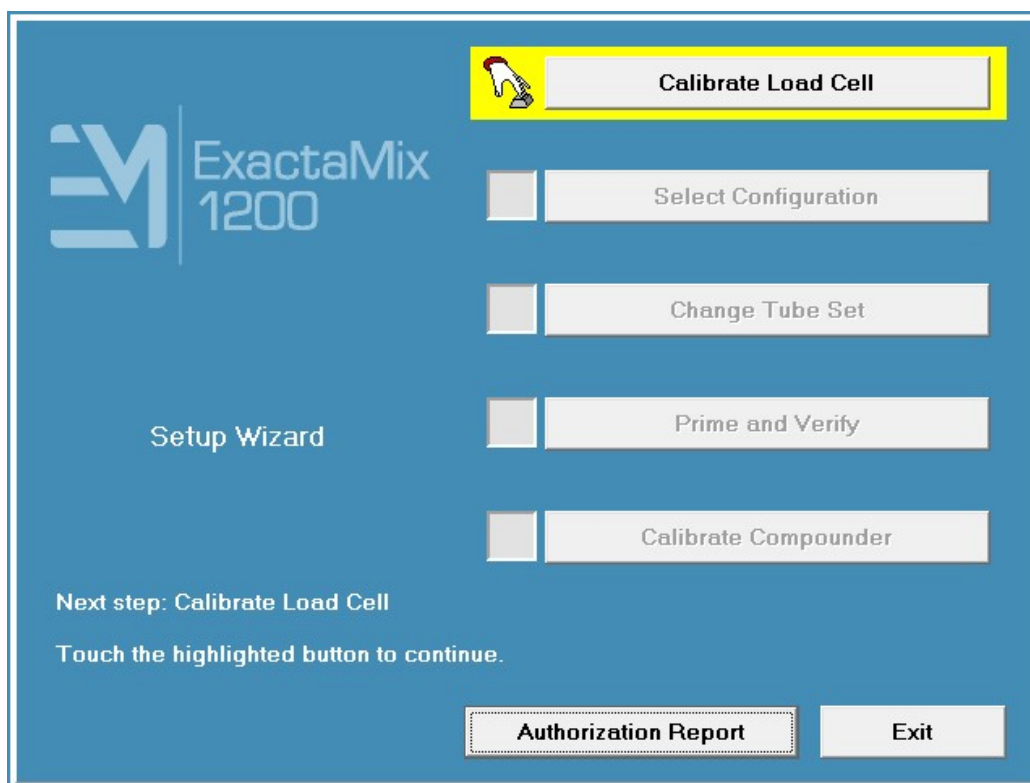 Calibrate Load Cell
EM ExactaMix
1200
Select Configuration
Change Tube Set
Setup Wizard
Prime and Verify
Calibrate Compounder
Next step: Calibrate Load Cell
Touch the highlighted button to continue.
Authorization Report
Exit